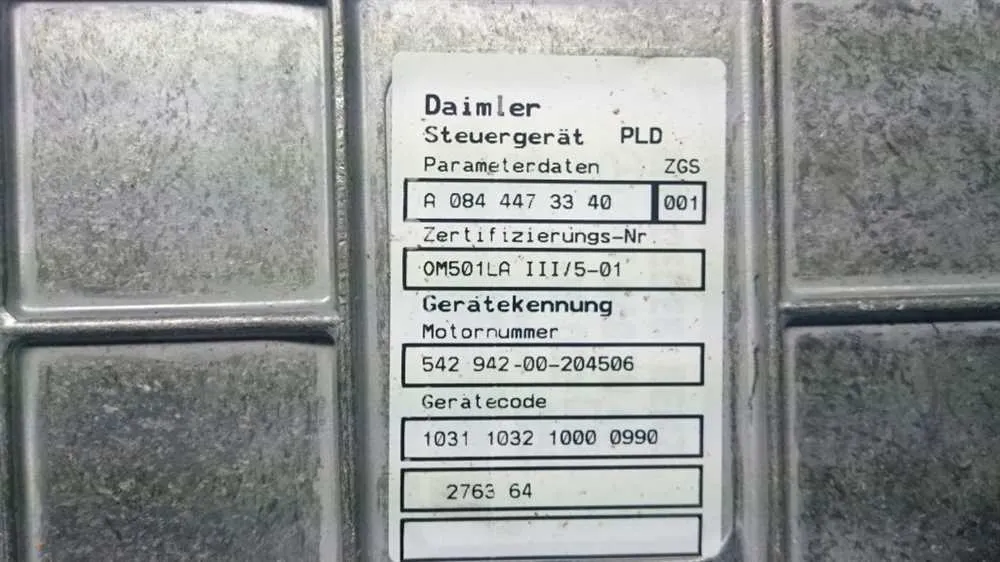 Daimler
Steuergerät PLD
Parameterdaten ZGS
A 084 447 33 40 001
Zertifizierungs-Nr.
OM501LA III/5-01
Gerätekennung
Motornummer
542 942-00-204506
Gerätecode
1031 1032 1000 0990
2763 64